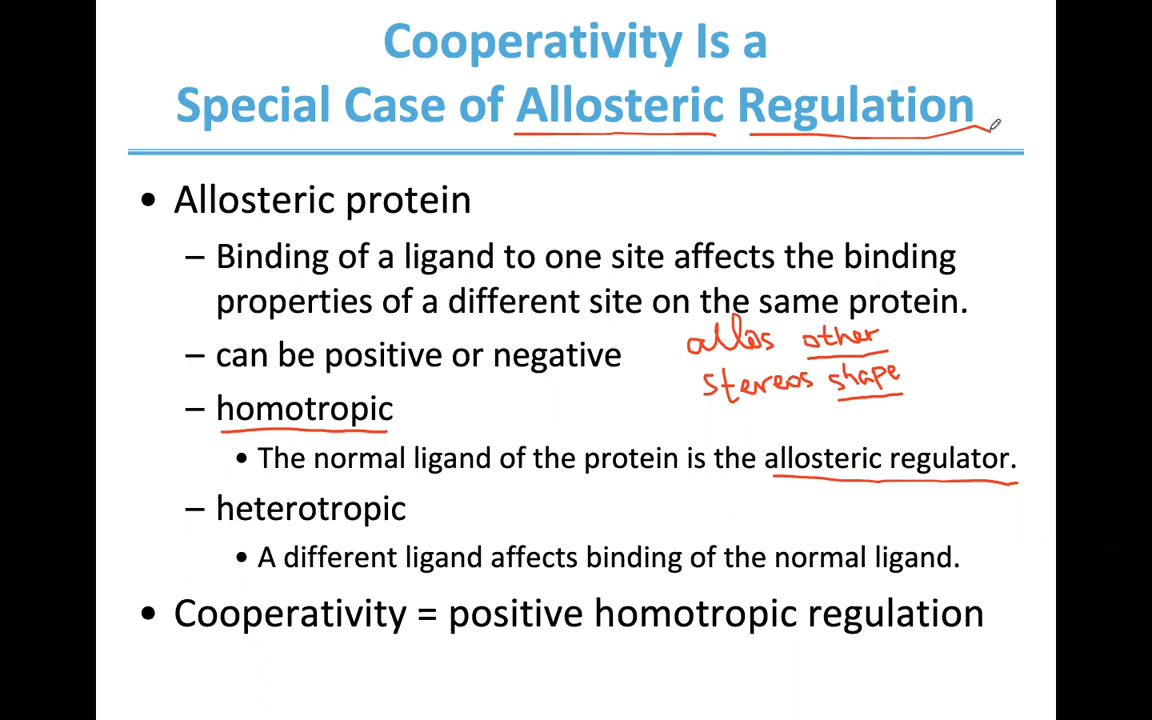 Cooperativity Is a
Special Case of Allosteric Regulation
• Allosteric protein
– Binding of a ligand to one site affects the binding
properties of a different site on the same protein.
– can be positive or negative
allos other
stereos shape
– homotropic
• The normal ligand of the protein is the allosteric regulator.
– heterotropic
• A different ligand affects binding of the normal ligand.
• Cooperativity = positive homotropic regulation